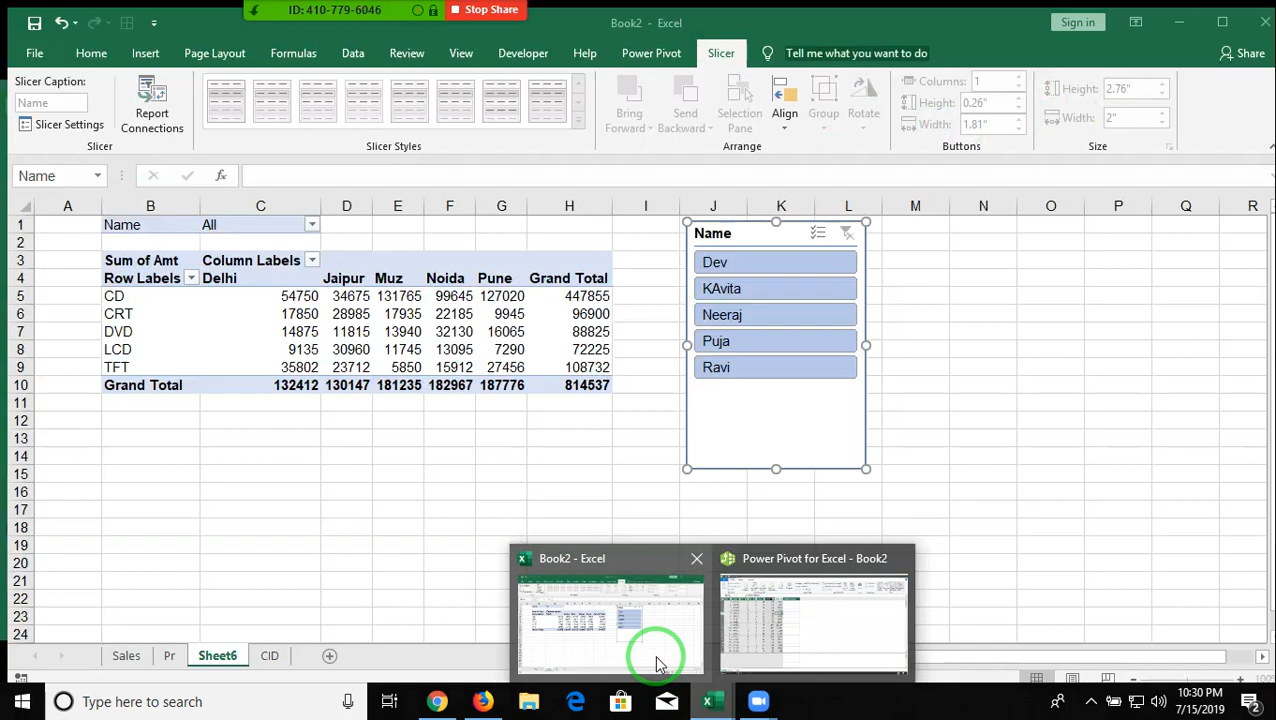 ID: 410-779-6046 Stop Share
Book2 - Excel
Sign in
File Home Insert Page Layout Formulas Data Review View Developer Help Power Pivot Slicer Tell me what you want to do Share
Slicer Caption:
Name
Slicer Settings
Report Connections
Bring Forward
Send Backward
Selection Pane
Align
Group
Rotate
Columns: 1
Height: 0.26"
Width: 1.81"
Height: 2.76"
Width: 2"
Slicer Slicer Styles Arrange Buttons Size
Name fx
A B C D E F G H I J K L M N O P Q R
1 Name All
2
3 Sum of Amt Column Labels
4 Row Labels Delhi Jaipur Muz Noida Pune Grand Total
5 CD 54750 34675 131765 99645 127020 447855
6 CRT 17850 28985 17935 22185 9945 96900
7 DVD 14875 11815 13940 32130 16065 88825
8 LCD 9135 30960 11745 13095 7290 72225
9 TFT 35802 23712 5850 15912 27456 108732
10 Grand Total 132412 130147 181235 182967 187776 814537
11
12
13
14
15
16
17
18
19
20
21
22
23
24
Name
Dev
KAvita
Neeraj
Puja
Ravi
Book2 - Excel
Power Pivot for Excel - Book2
Sales Pr Sheet6 CID
Type here to search
10:30 PM
7/15/2019
2